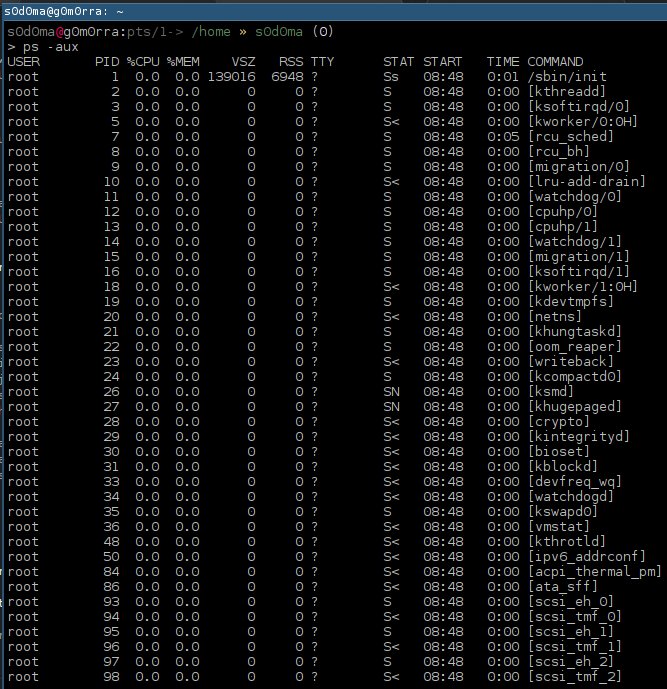 s0d0ma@g0m0rra: ~
s0d0ma@g0m0rra:pts/1-> /home » s0d0ma (0)
> ps -aux
USER PID %CPU %MEM VSZ RSS TTY STAT START TIME COMMAND
root 1 0.0 0.0 139016 6948 ? Ss 08:48 0:01 /sbin/init
root 2 0.0 0.0 0 0 ? S 08:48 0:00 [kthreadd]
root 3 0.0 0.0 0 0 ? S 08:48 0:00 [ksoftirqd/0]
root 5 0.0 0.0 0 0 ? S< 08:48 0:00 [kworker/0:0H]
root 7 0.0 0.0 0 0 ? S 08:48 0:05 [rcu_sched]
root 8 0.0 0.0 0 0 ? S 08:48 0:00 [rcu_bh]
root 9 0.0 0.0 0 0 ? S 08:48 0:00 [migration/0]
root 10 0.0 0.0 0 0 ? S< 08:48 0:00 [lru-add-drain]
root 11 0.0 0.0 0 0 ? S 08:48 0:00 [watchdog/0]
root 12 0.0 0.0 0 0 ? S 08:48 0:00 [cpuhp/0]
root 13 0.0 0.0 0 0 ? S 08:48 0:00 [cpuhp/1]
root 14 0.0 0.0 0 0 ? S 08:48 0:00 [watchdog/1]
root 15 0.0 0.0 0 0 ? S 08:48 0:00 [migration/1]
root 16 0.0 0.0 0 0 ? S 08:48 0:00 [ksoftirqd/1]
root 18 0.0 0.0 0 0 ? S< 08:48 0:00 [kworker/1:0H]
root 19 0.0 0.0 0 0 ? S 08:48 0:00 [kdevtmpfs]
root 20 0.0 0.0 0 0 ? S< 08:48 0:00 [netns]
root 21 0.0 0.0 0 0 ? S 08:48 0:00 [khungtaskd]
root 22 0.0 0.0 0 0 ? S 08:48 0:00 [oom_reaper]
root 23 0.0 0.0 0 0 ? S< 08:48 0:00 [writeback]
root 24 0.0 0.0 0 0 ? S 08:48 0:00 [kcompactd0]
root 26 0.0 0.0 0 0 ? SN 08:48 0:00 [ksmd]
root 27 0.0 0.0 0 0 ? SN 08:48 0:00 [khugepaged]
root 28 0.0 0.0 0 0 ? S< 08:48 0:00 [crypto]
root 29 0.0 0.0 0 0 ? S< 08:48 0:00 [kintegrityd]
root 30 0.0 0.0 0 0 ? S< 08:48 0:00 [bioset]
root 31 0.0 0.0 0 0 ? S< 08:48 0:00 [kblockd]
root 33 0.0 0.0 0 0 ? S< 08:48 0:00 [devfreq_wq]
root 34 0.0 0.0 0 0 ? S< 08:48 0:00 [watchdogd]
root 35 0.0 0.0 0 0 ? S 08:48 0:00 [kswapd0]
root 36 0.0 0.0 0 0 ? S< 08:48 0:00 [vmstat]
root 48 0.0 0.0 0 0 ? S< 08:48 0:00 [kthrotld]
root 50 0.0 0.0 0 0 ? S< 08:48 0:00 [ipv6_addrconf]
root 84 0.0 0.0 0 0 ? S< 08:48 0:00 [acpi_thermal_pm]
root 86 0.0 0.0 0 0 ? S< 08:48 0:00 [ata_sff]
root 93 0.0 0.0 0 0 ? S 08:48 0:00 [scsi_eh_0]
root 94 0.0 0.0 0 0 ? S< 08:48 0:00 [scsi_tmf_0]
root 95 0.0 0.0 0 0 ? S 08:48 0:00 [scsi_eh_1]
root 96 0.0 0.0 0 0 ? S< 08:48 0:00 [scsi_tmf_1]
root 97 0.0 0.0 0 0 ? S 08:48 0:00 [scsi_eh_2]
root 98 0.0 0.0 0 0 ? S< 08:48 0:00 [scsi_tmf_2]